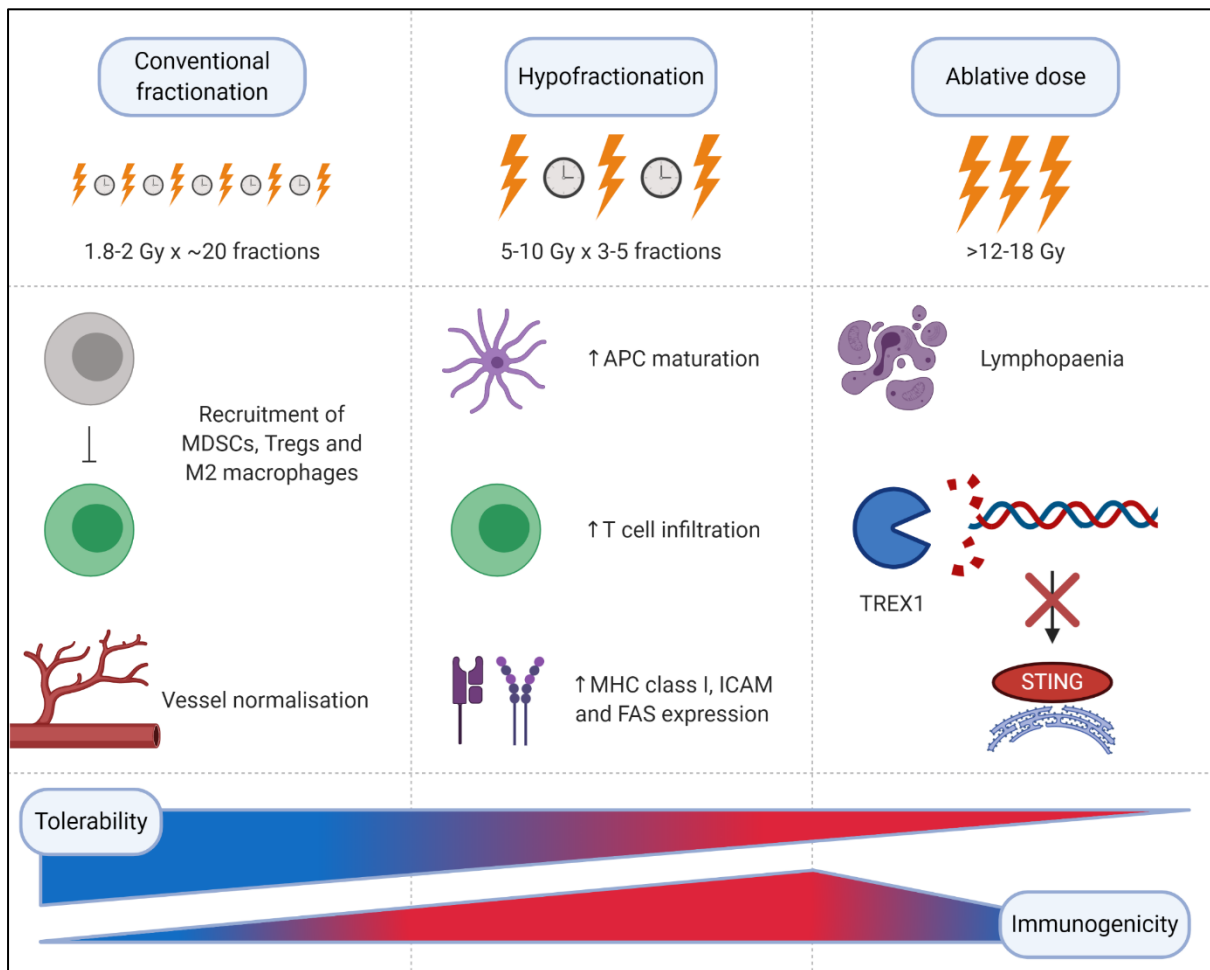 Conventional
fractionation
Hypofractionation
Ablative dose
1.8-2 Gy x ~20 fractions
5-10 Gy x 3-5 fractions
>12-18 Gy
Recruitment of
MDSCs, Tregs and
M2 macrophages
Vessel normalisation
↑APC maturation
↑T cell infiltration
↑MHC class I, ICAM
and FAS expression
Lymphopaenia
TREX1
STING
Tolerability
Immunogenicity